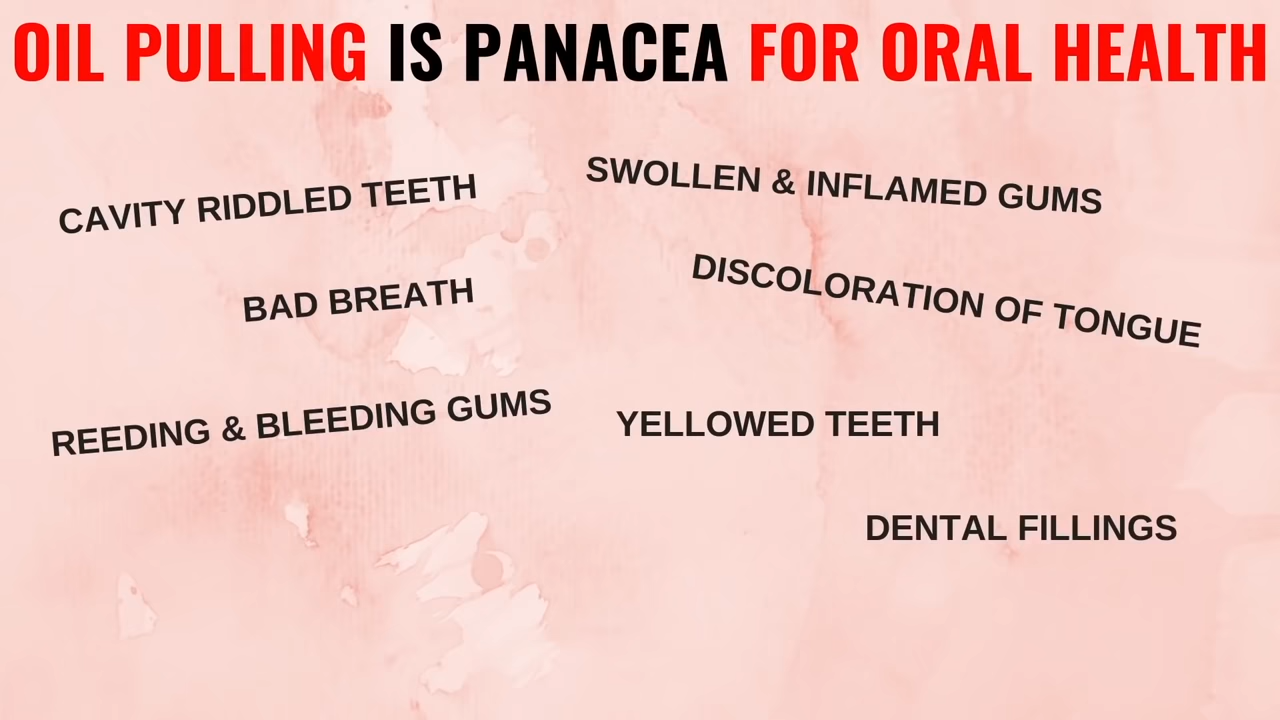 OIL PULLING IS PANACEA FOR ORAL HEALTH
CAVITY RIDDLED TEETH
SWOLLEN & INFLAMED GUMS
BAD BREATH
DISCOLORATION OF TONGUE
REEDING & BLEEDING GUMS
YELLOWED TEETH
DENTAL FILLINGS